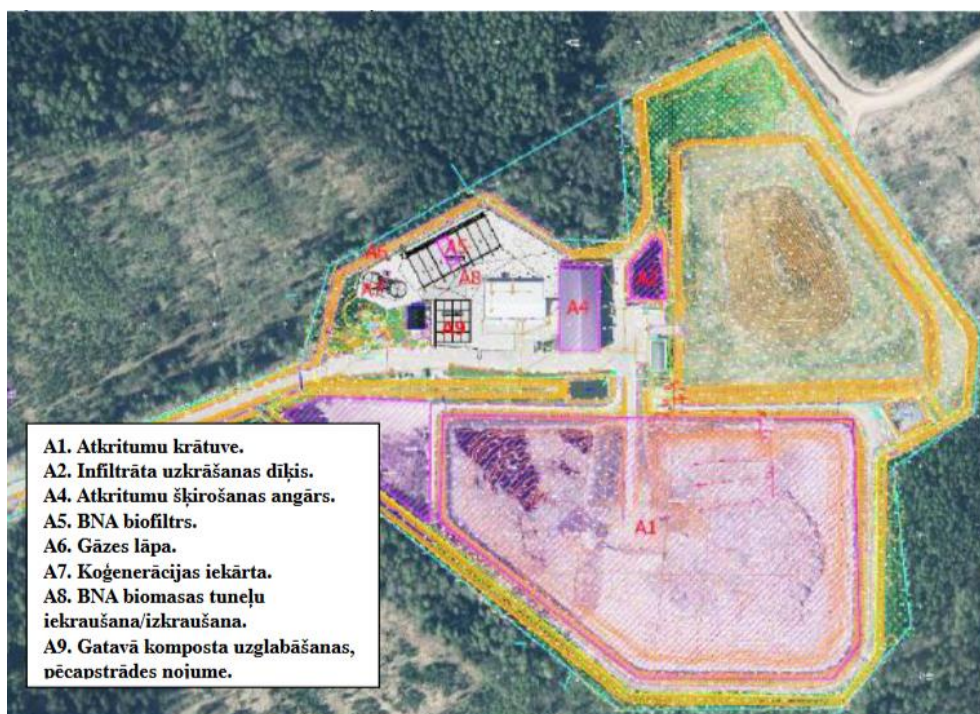 A6
A5
A8
A7
A9
A4
A2
A1
A1. Atkritumu krātuve.
A2. Infiltrāta uzkrāšanas dīķis.
A4. Atkritumu šķirošanas angārs.
A5. BNA biofiltrs.
A6. Gāzes lāpa.
A7. Koģenerācijas iekārta.
A8. BNA biomasas tuneļu
iekraušana/izkraušana.
A9. Gatavā komposta uzglabāšanas,
pēcapstrādes nojume.